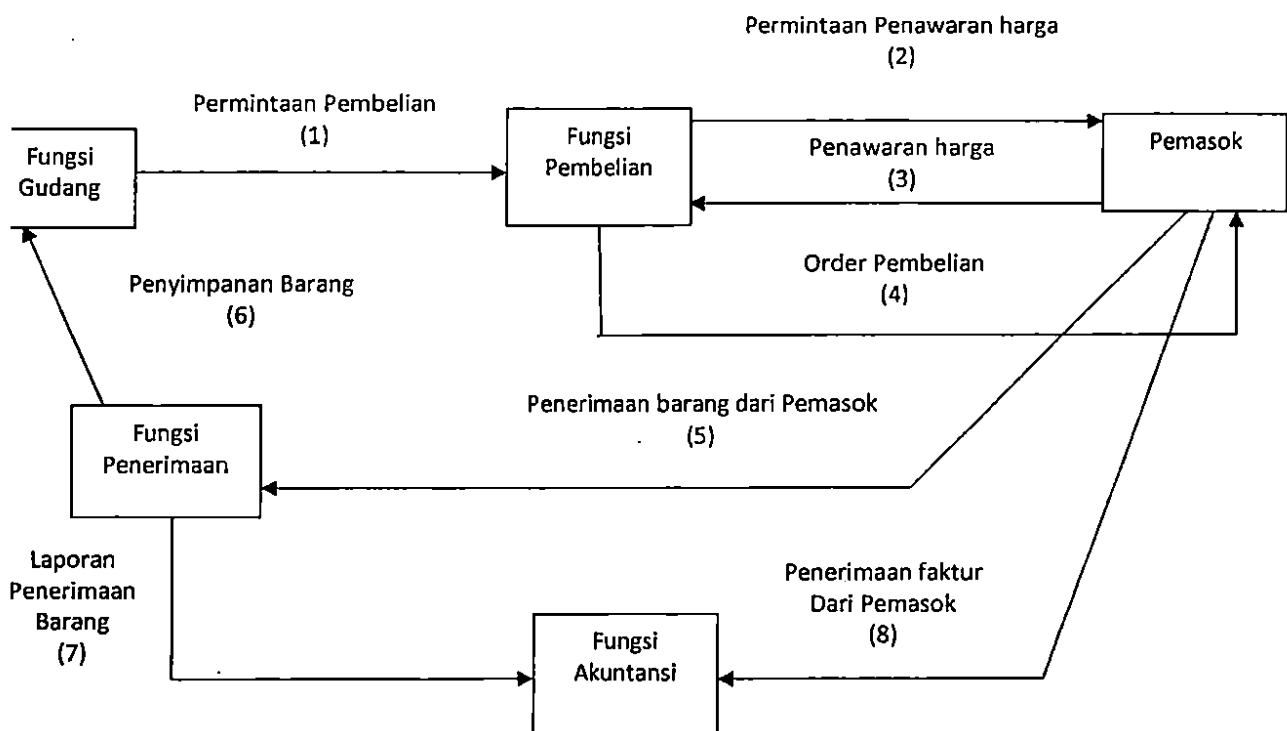 Permintaan Penawaran harga
(2)
Permintaan Pembelian
(1)
Fungsi
Gudang
Fungsi
Pembelian
Penawaran harga
(3)
Pemasok
Order Pembelian
(4)
Penyimpanan Barang
(6)
Penerimaan barang dari Pemasok
(5)
Fungsi
Penerimaan
Laporan
Penerimaan
Barang
(7)
Penerimaan faktur
Dari Pemasok
(8)
Fungsi
Akuntansi